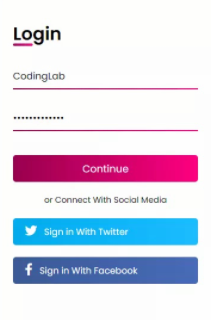 Login
CodingLab
•••••••••••••
Continue
or Connect With Social Media
Sign in With Twitter
Sign in With Facebook